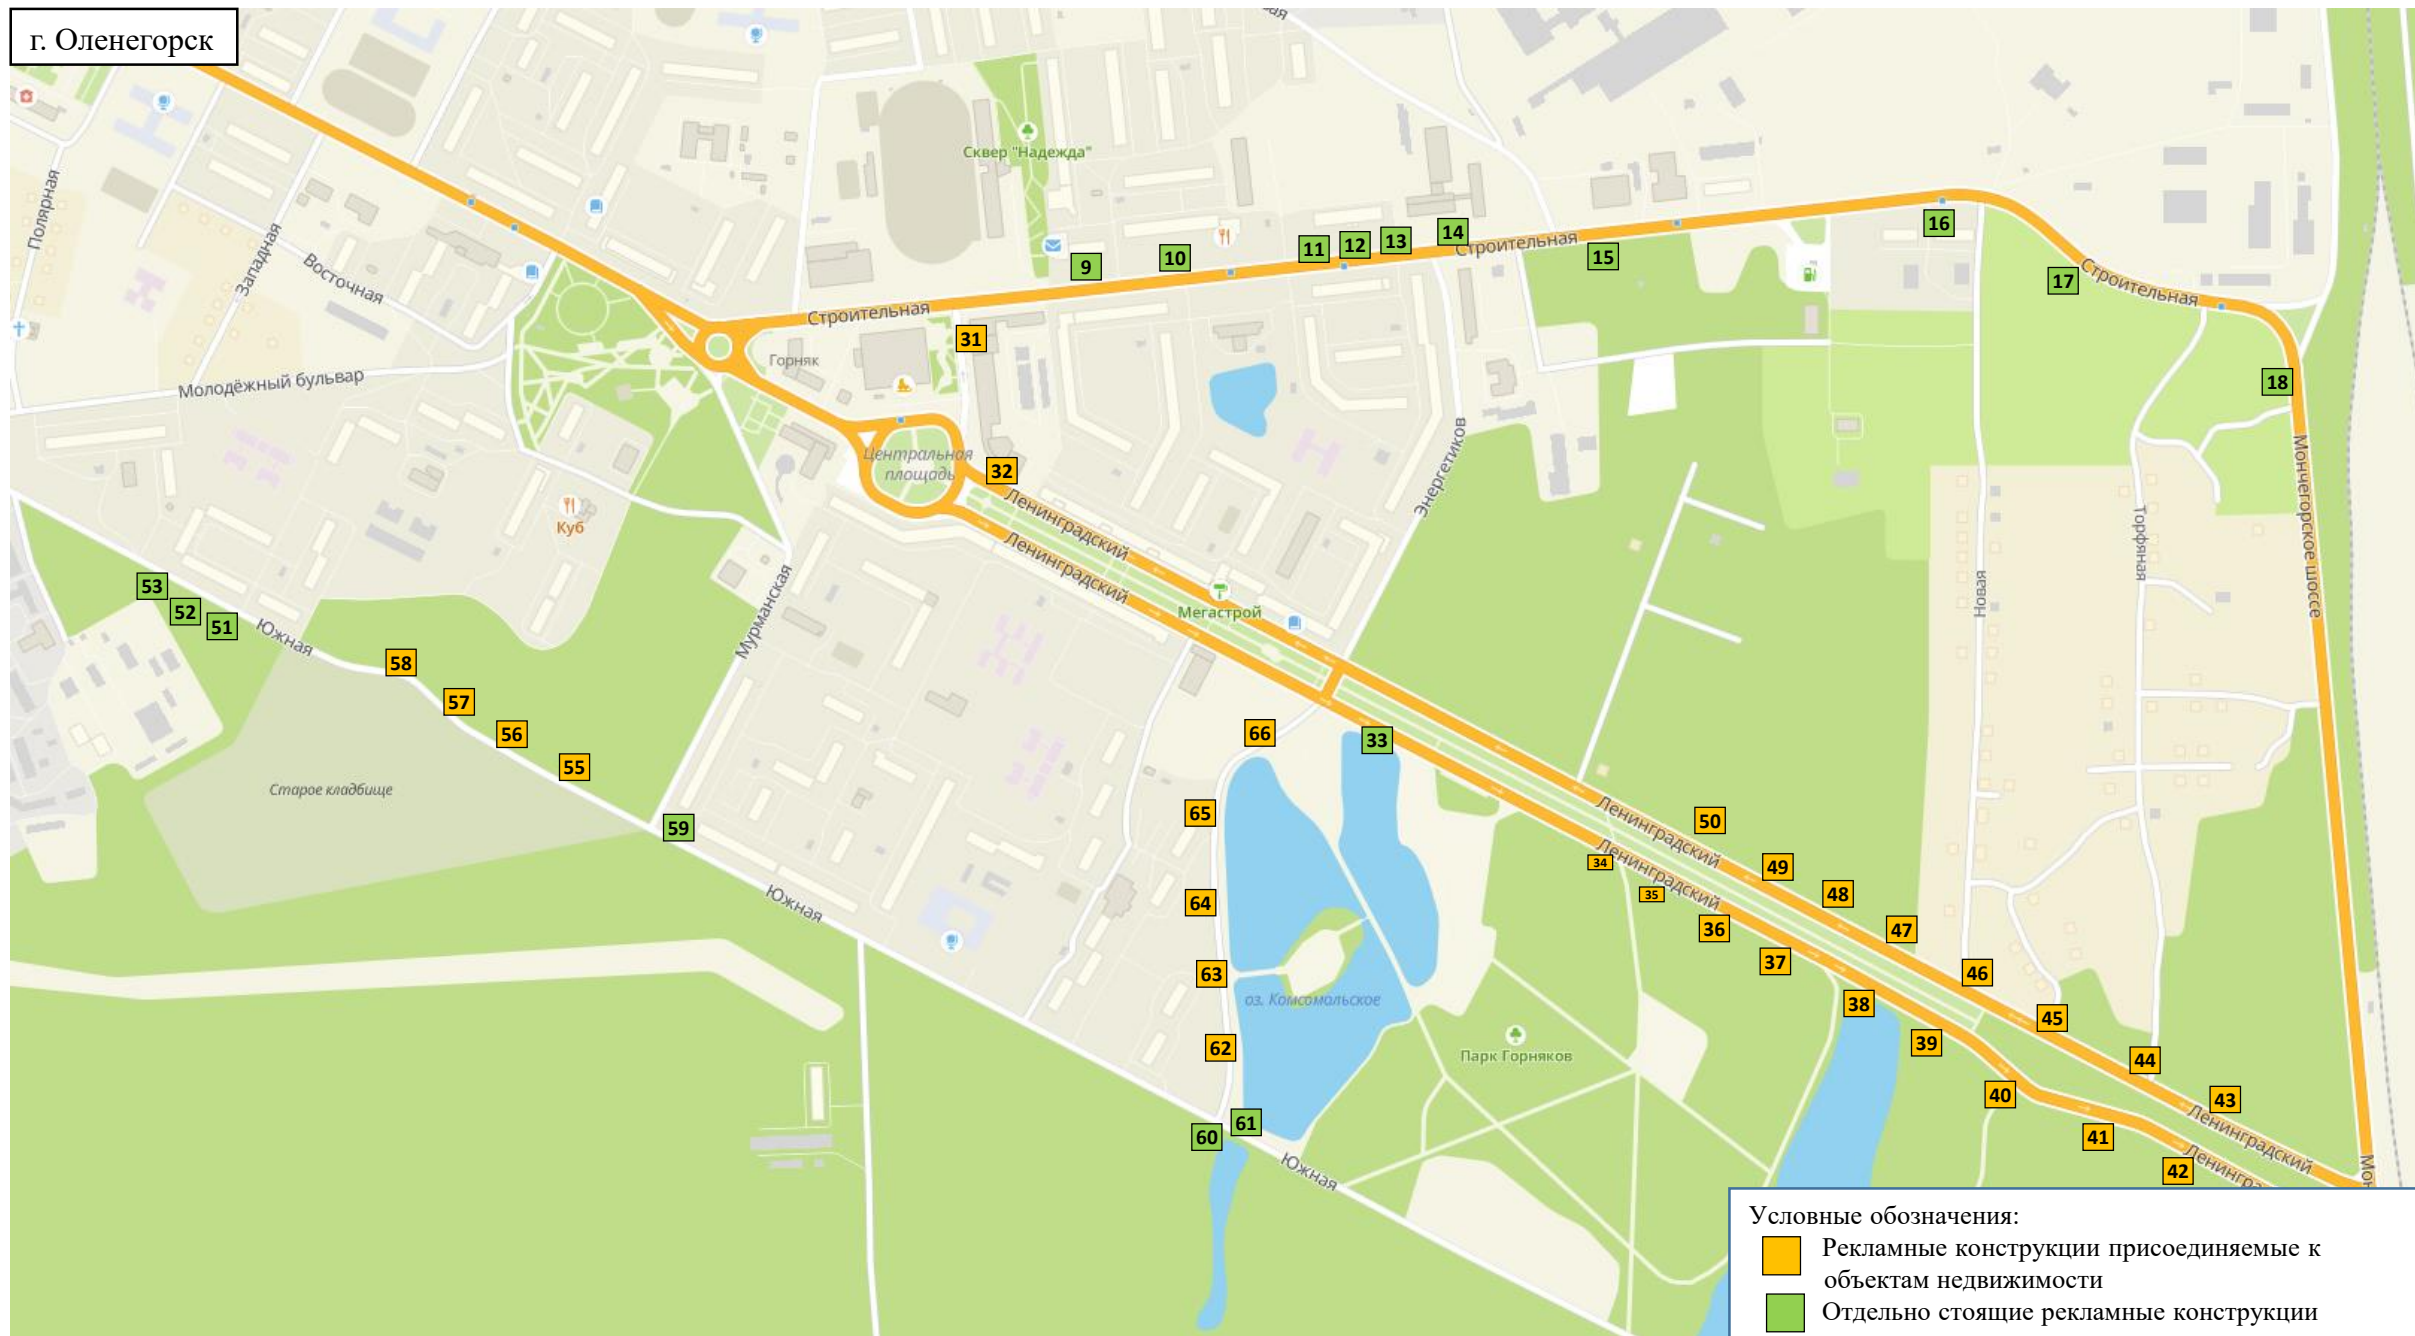 г. Оленегорск
ая
Сквер "Надежда"
Полярная
Западная
Восточная
Молодёжный бульвар
Строительная
Строительная
Строительная
9
10
11
12
13
14
15
16
17
18
31
Горняк
Центральная
площадь
32
Ленинградский
Ленинградский
Энергетиков
Мончегорское шоссе
Торфяная
Новая
Куб
Мурманская
Мегастрой
53
52
51
Южная
58
57
56
55
Старое кладбище
59
Южная
66
33
65
64
63
62
61
60
Южная
оз. Комсомольское
Парк Горняков
Ленинградский
Ленинградский
50
49
48
47
46
45
44
43
34
35
36
37
38
39
40
41
42
Ленинградский
Ленингра
Мон
Условные обозначения:
Рекламные конструкции присоединяемые к
объектам недвижимости
Отдельно стоящие рекламные конструкции